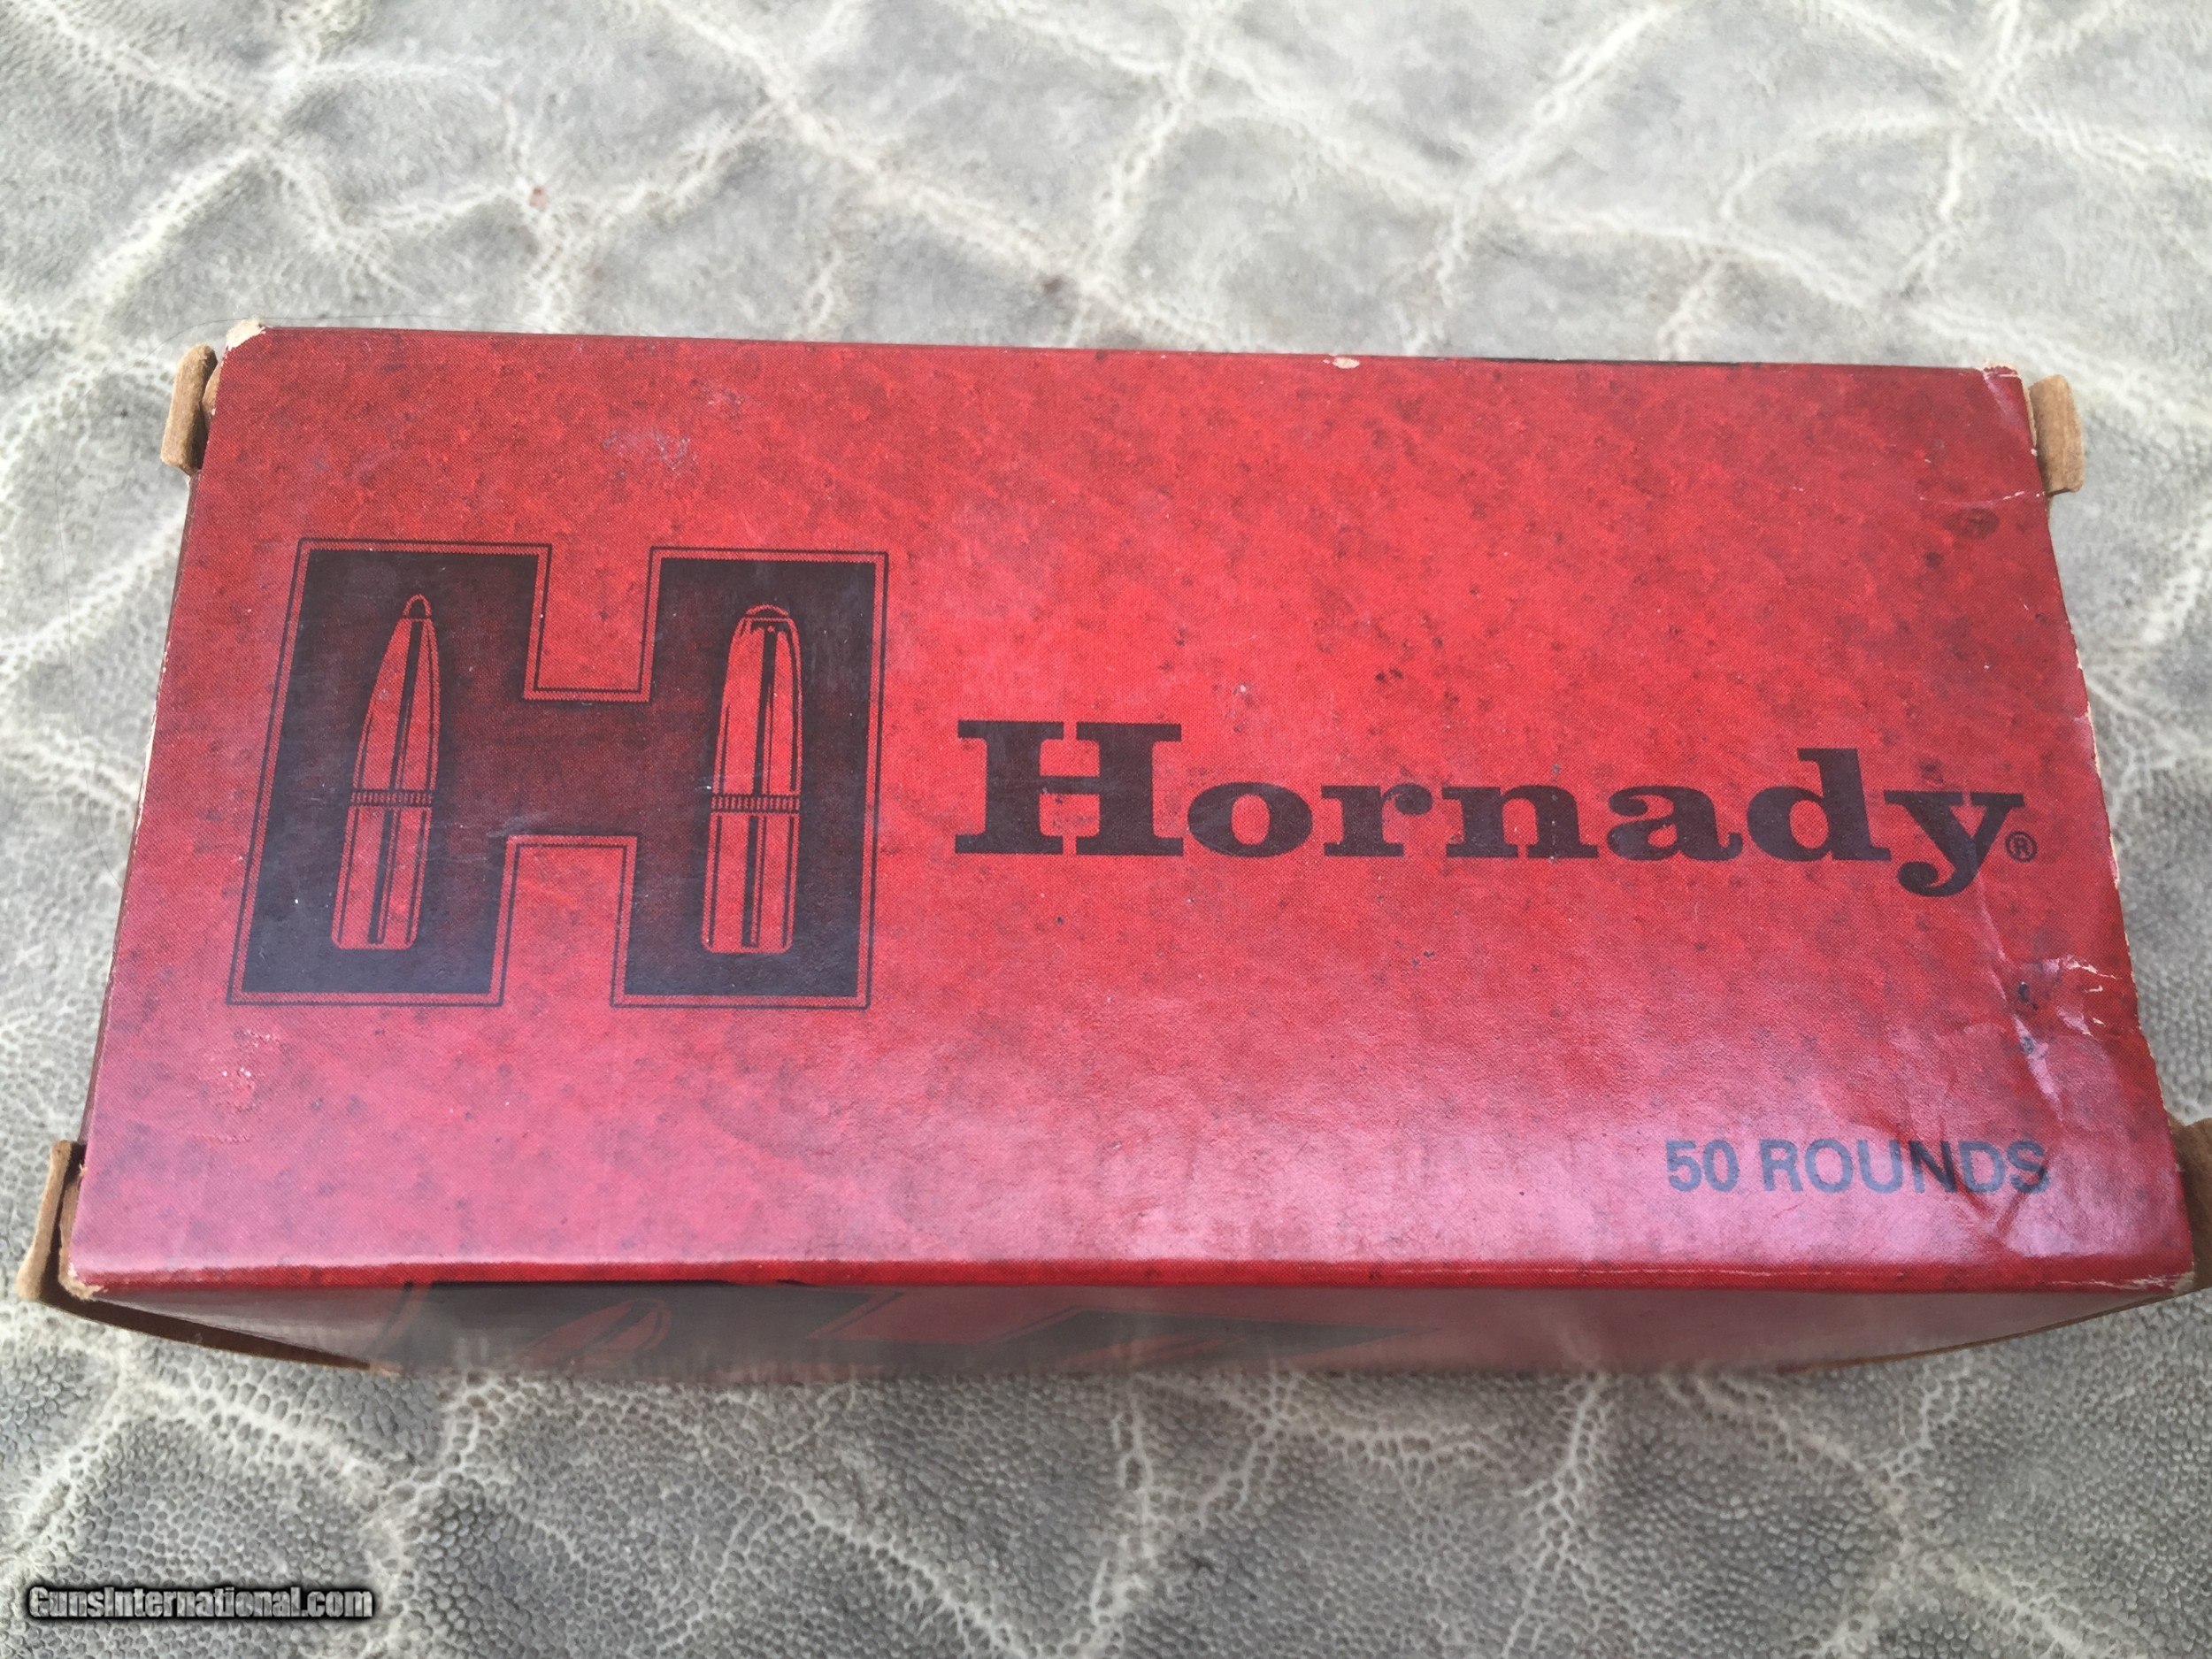 H
Hornady®
50 ROUNDS
GunsInternational.com